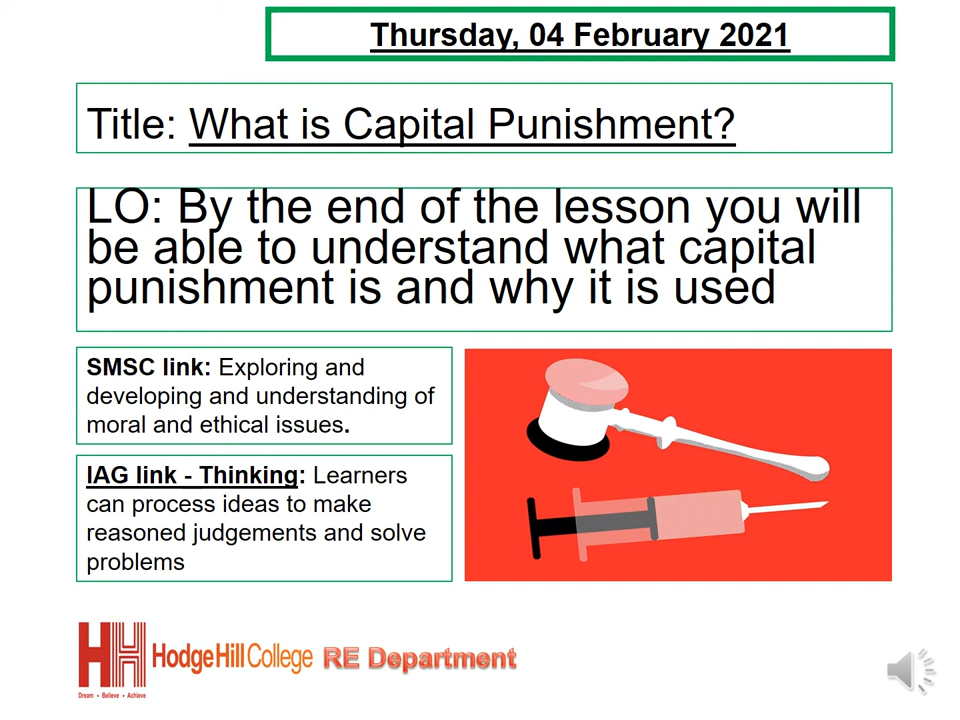 Thursday, 04 February 2021
Title: What is Capital Punishment?
LO: By the end of the lesson you will
be able to understand what capital
punishment is and why it is used
SMSC link: Exploring and
developing and understanding of
moral and ethical issues.
IAG link - Thinking: Learners
can process ideas to make
reasoned judgements and solve
problems
HH HodgeHillCollege RE Department
Dream • Believe • Achieve